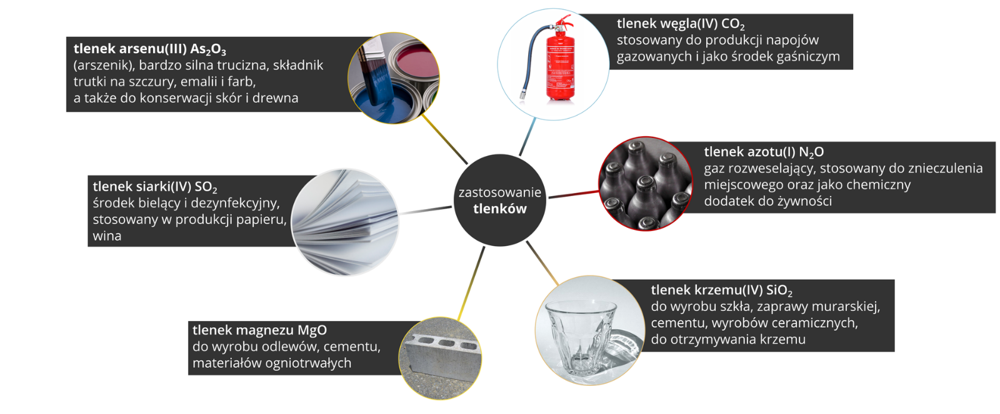 tlenek arsenu(III) As₂O₃
(arszenik), bardzo silna trucizna, składnik
trutki na szczury, emalii i farb,
a także do konserwacji skór i drewna
tlenek węgla(IV) CO₂
stosowany do produkcji napojów
gazowanych i jako środek gaśniczym
tlenek siarki(IV) SO₂
środek bielący i dezynfekcyjny,
stosowany w produkcji papieru,
wina
zastosowanie
tlenków
tlenek azotu(I) N₂O
gaz rozweselający, stosowany do znieczulenia
miejscowego oraz jako chemiczny
dodatek do żywności
tlenek magnezu MgO
do wyrobu odlewów, cementu,
materiałów ogniotrwałych
tlenek krzemu(IV) SiO₂
do wyrobu szkła, zaprawy murarskiej,
cementu, wyrobów ceramicznych,
do otrzymywania krzemu